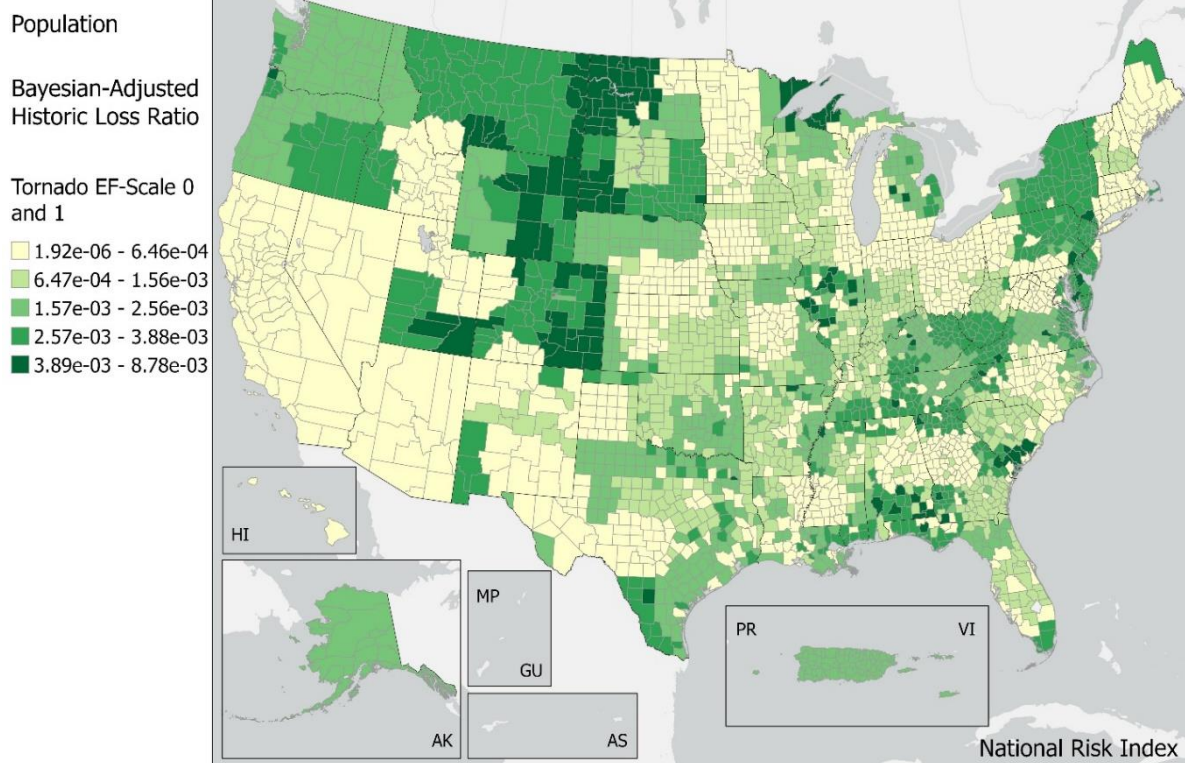 Population
Bayesian-Adjusted
Historic Loss Ratio
Tornado EF-Scale 0
and 1
1.92e-06 - 6.46e-04
6.47e-04 - 1.56e-03
1.57e-03 - 2.56e-03
2.57e-03 - 3.88e-03
3.89e-03 - 8.78e-03
HI
AK
MP
GU
AS
PR
VI
National Risk Index